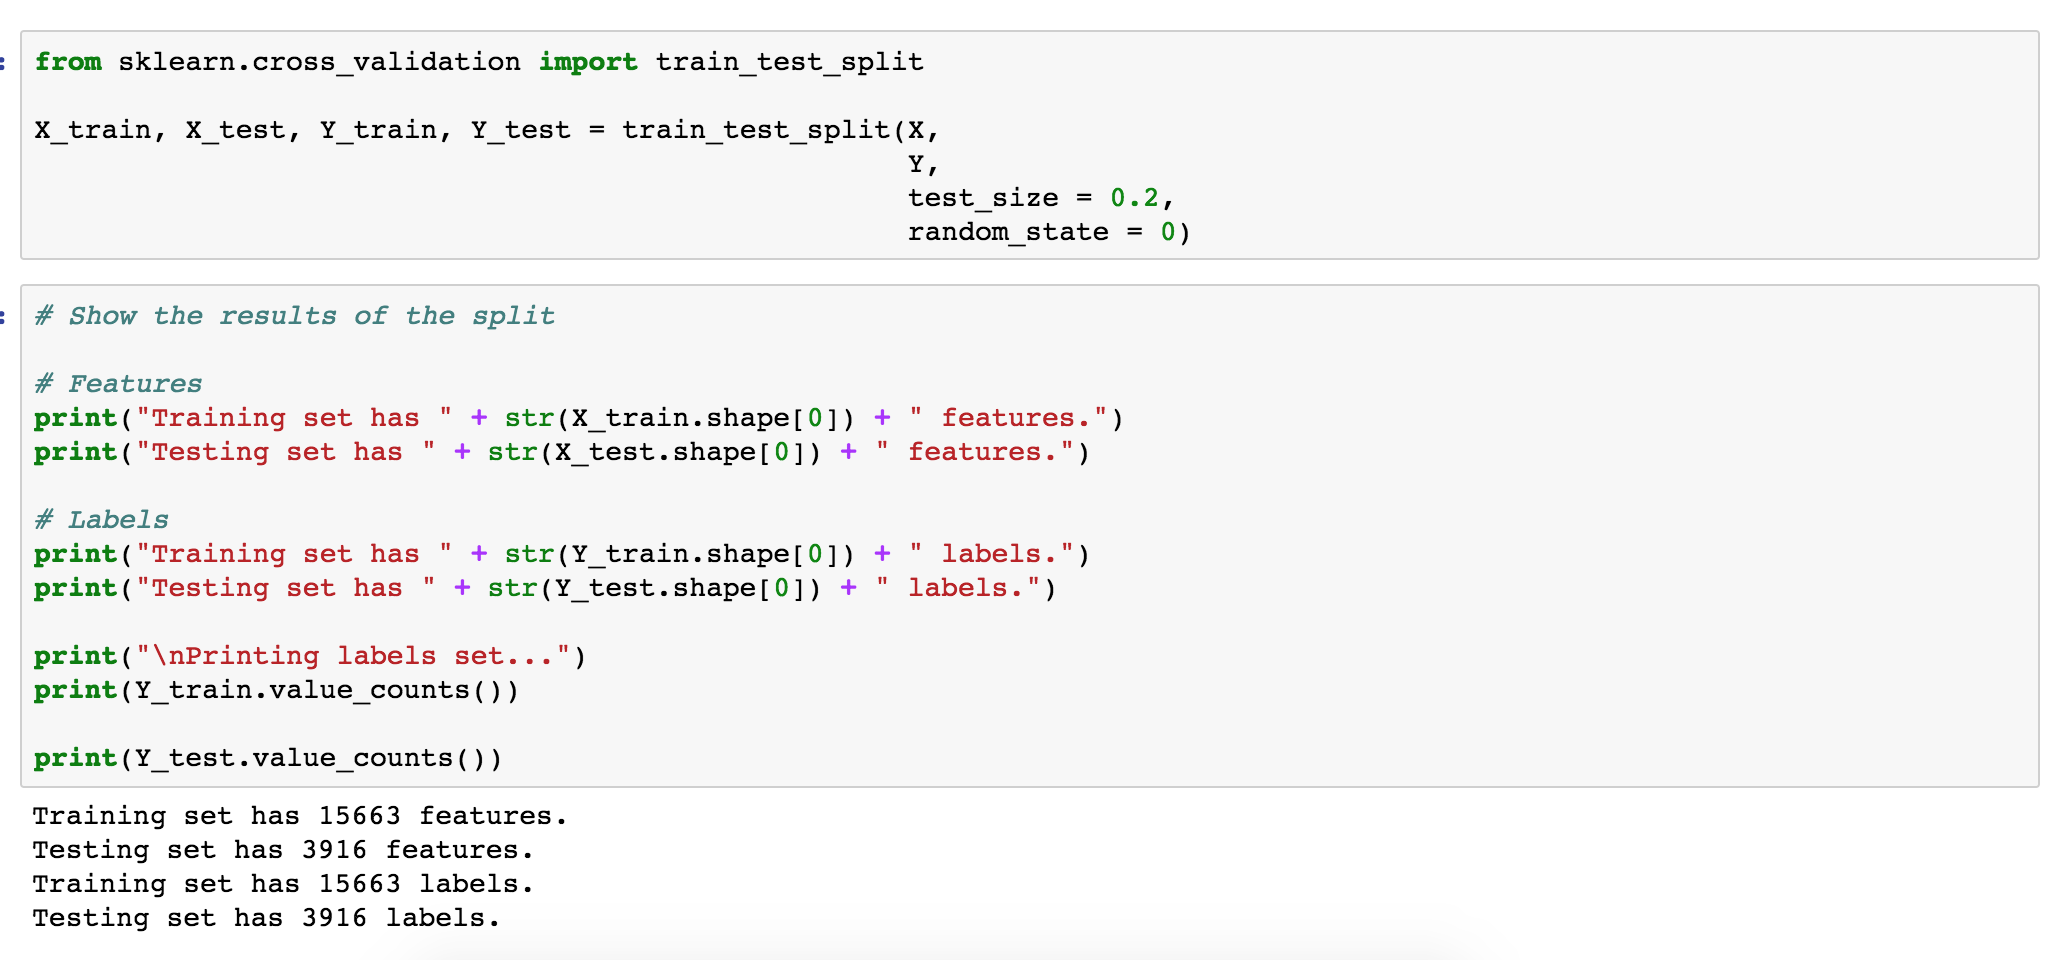 from sklearn.cross_validation import train_test_split
X_train, X_test, Y_train, Y_test = train_test_split(X,
Y,
test_size = 0.2,
random_state = 0)
# Show the results of the split
# Features
print("Training set has " + str(X_train.shape[0]) + " features.")
print("Testing set has " + str(X_test.shape[0]) + " features.")
# Labels
print("Training set has " + str(Y_train.shape[0]) + " labels.")
print("Testing set has " + str(Y_test.shape[0]) + " labels.")
print("\nPrinting labels set...")
print(Y_train.value_counts())
print(Y_test.value_counts())
Training set has 15663 features.
Testing set has 3916 features.
Training set has 15663 labels.
Testing set has 3916 labels.